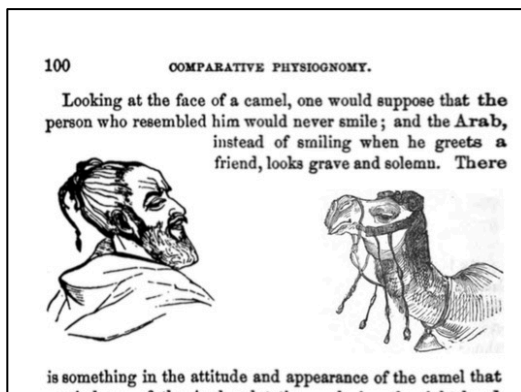 100 COMPARATIVE PHYSIOGNOMY.
Looking at the face of a camel, one would suppose that the
person who resembled him would never smile; and the Arab,
instead of smiling when he greets a
friend, looks grave and solemn. There
is something in the attitude and appearance of the camel that